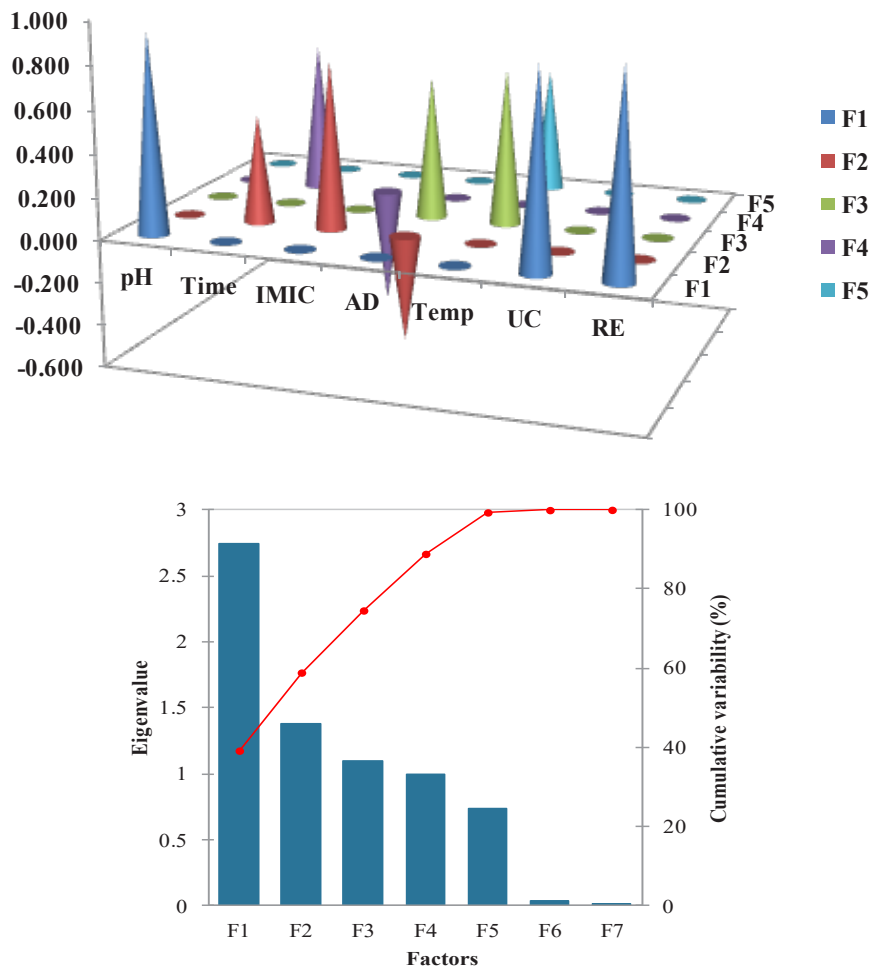 1.000
0.800
0.600
0.400
0.200
0.000
-0.200
-0.400
-0.600
pH
Time
IMIC
AD
Temp
UC
RE
F5
F4
F3
F2
F1
F1
F2
F3
F4
F5
3
2.5
2
1.5
1
0.5
0
Eigenvalue
100
80
60
40
20
0
Cumulative variability (%)
F1 F2 F3 F4 F5 F6 F7
Factors